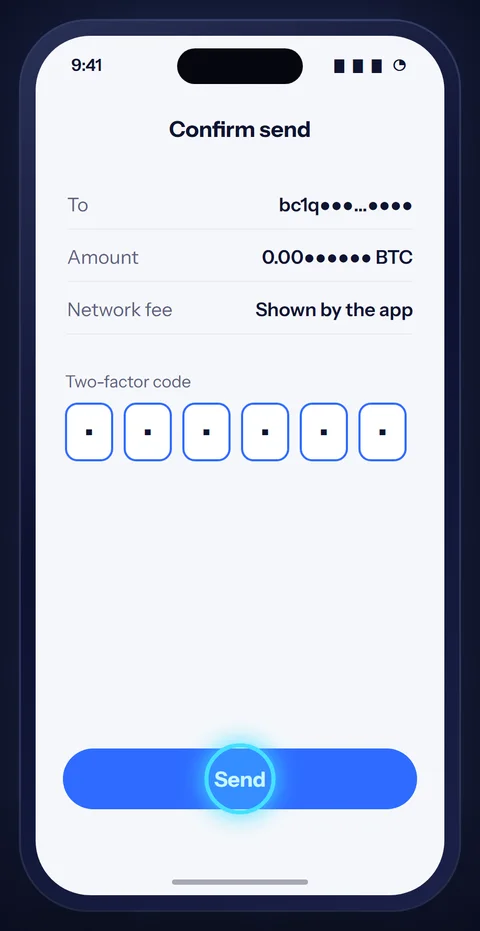 9:41
Confirm send
To bc1q●●●...●●●●
Amount 0.00●●●●●● BTC
Network fee Shown by the app
Two-factor code
▪ ▪ ▪ ▪ ▪ ▪
Send